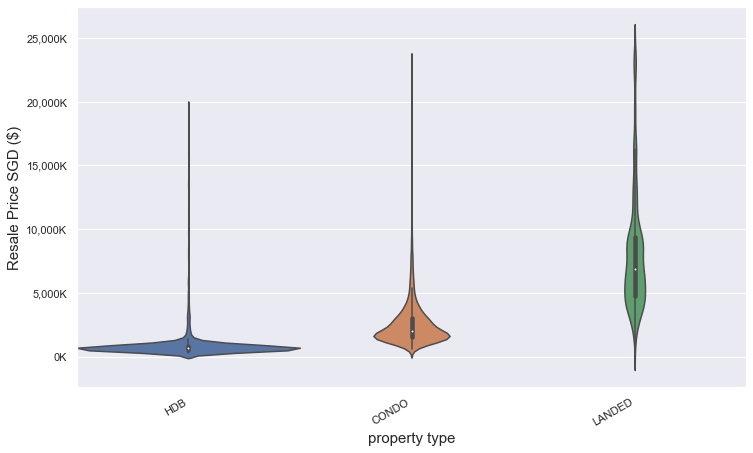 Resale Price SGD ($)
25,000K
20,000K
15,000K
10,000K
5,000K
0K
HDB
CONDO
LANDED
property type